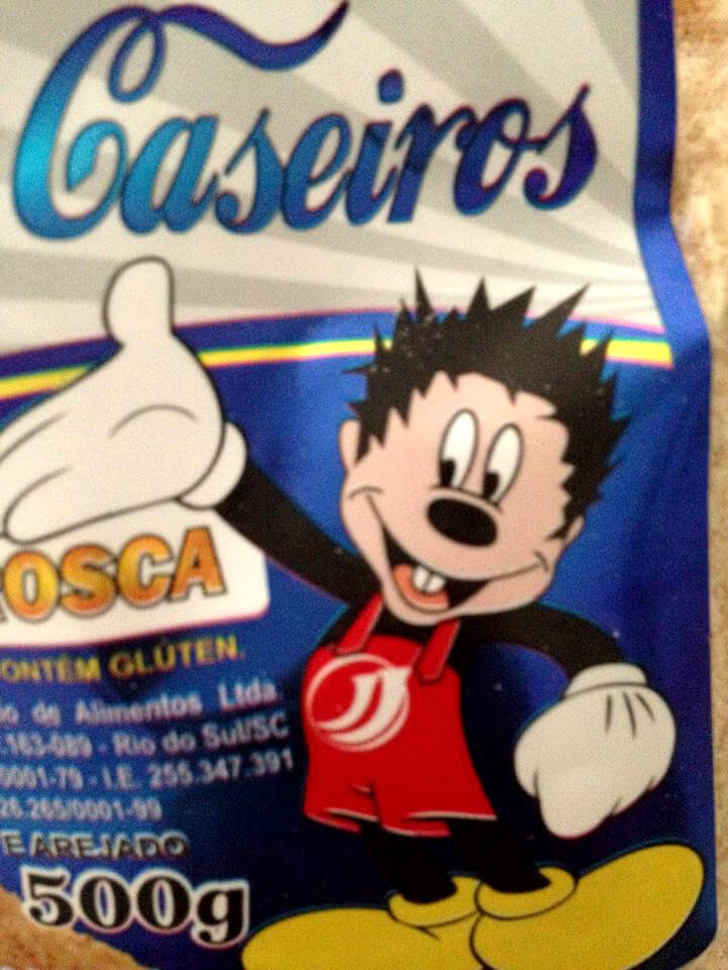 Caseiros
OSCA
ONTÉM GLÚTEN.
io de Alimentos Ltda.
.163-089 - Rio do Sul/SC
0001-79 - I.E. 255.347.391
26.265/0001-99
E AREJADO
500g